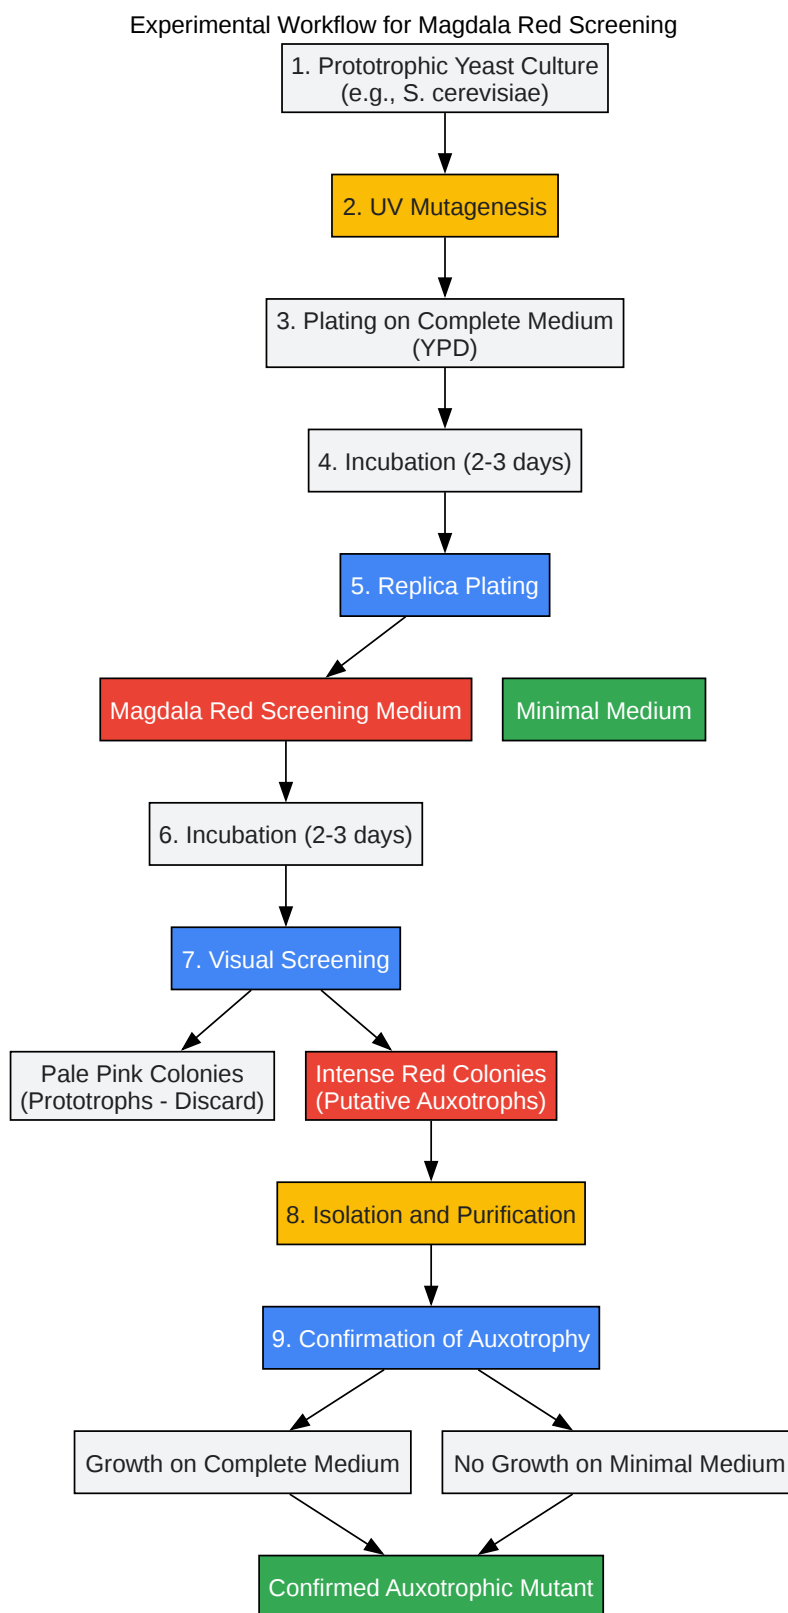 Experimental Workflow for Magdala Red Screening
1. Prototrophic Yeast Culture
(e.g., S. cerevisiae)
2. UV Mutagenesis
3. Plating on Complete Medium
(YPD)
4. Incubation (2-3 days)
5. Replica Plating
Magdala Red Screening Medium
Minimal Medium
6. Incubation (2-3 days)
7. Visual Screening
Pale Pink Colonies
(Prototrophs - Discard)
Intense Red Colonies
(Putative Auxotrophs)
8. Isolation and Purification
9. Confirmation of Auxotrophy
Growth on Complete Medium
No Growth on Minimal Medium
Confirmed Auxotrophic Mutant